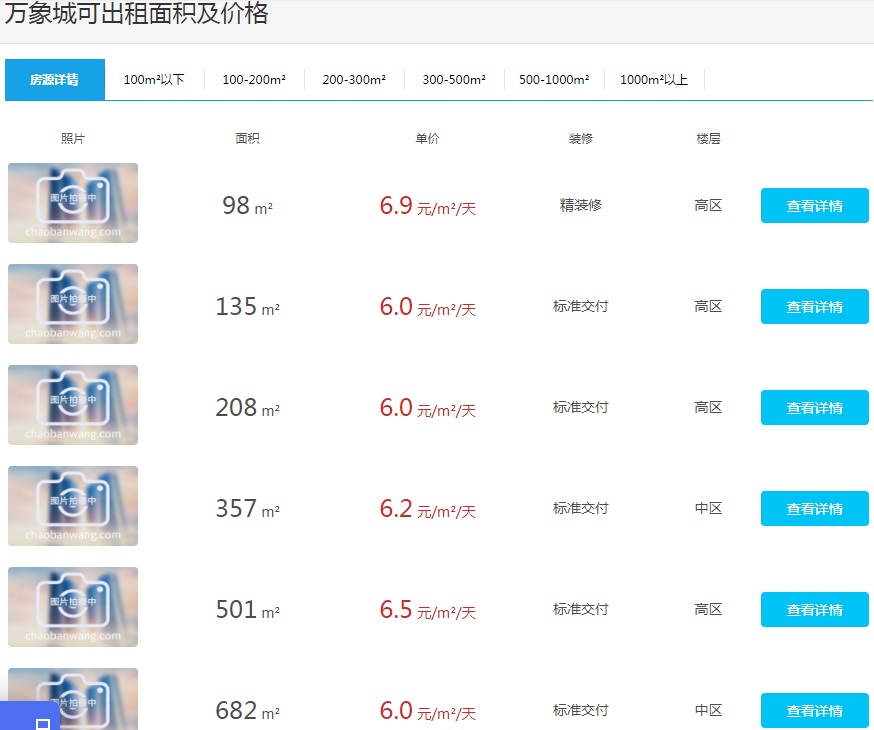 万象城可出租面积及价格
房源详情 100m²以下 100-200m² 200-300m² 300-500m² 500-1000m² 1000m²以上
照片 面积 单价 装修 楼层
图片拍摄中
chaobanwang.com
98 m² 6.9 元/m²/天 精装修 高区 查看详情
图片拍摄中
chaobanwang.com
135 m² 6.0 元/m²/天 标准交付 高区 查看详情
图片拍摄中
chaobanwang.com
208 m² 6.0 元/m²/天 标准交付 高区 查看详情
图片拍摄中
chaobanwang.com
357 m² 6.2 元/m²/天 标准交付 中区 查看详情
图片拍摄中
chaobanwang.com
501 m² 6.5 元/m²/天 标准交付 高区 查看详情
图片拍摄中
682 m² 6.0 元/m²/天 标准交付 中区 查看详情